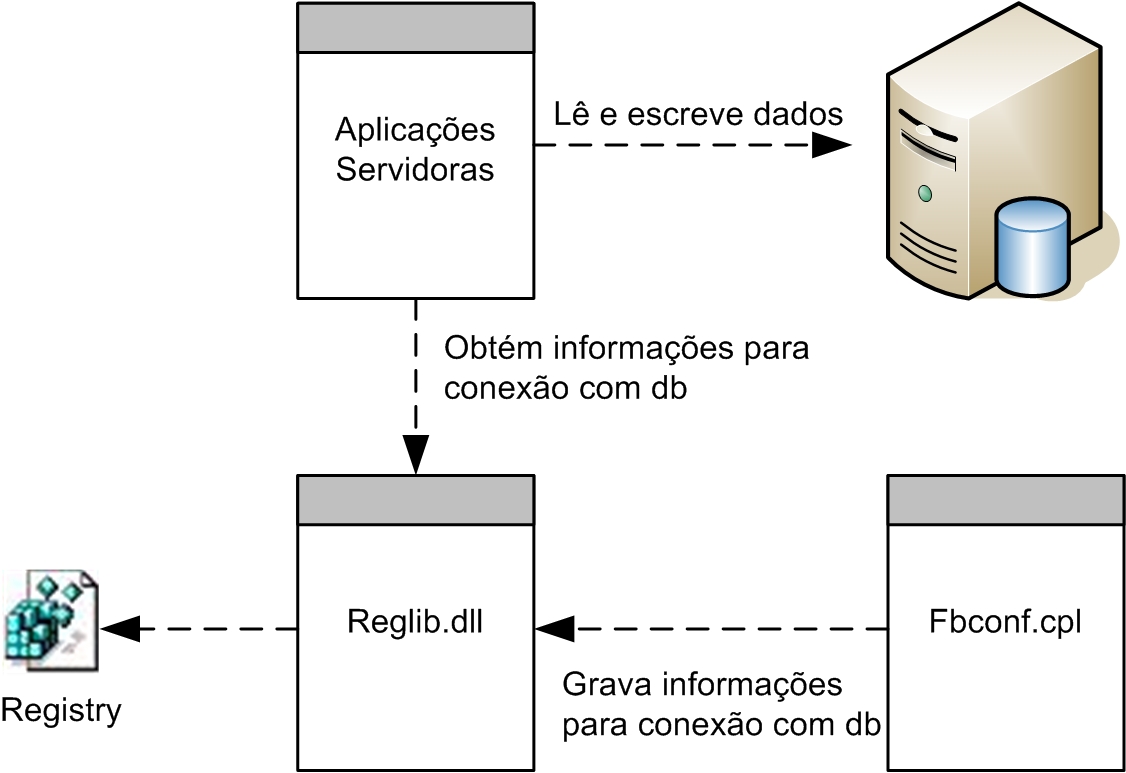 Aplicações
Servidoras
Lê e escreve dados
Obtém informações para
conexão com db
Reglib.dll
Fbconf.cpl
Grava informações
para conexão com db
Registry